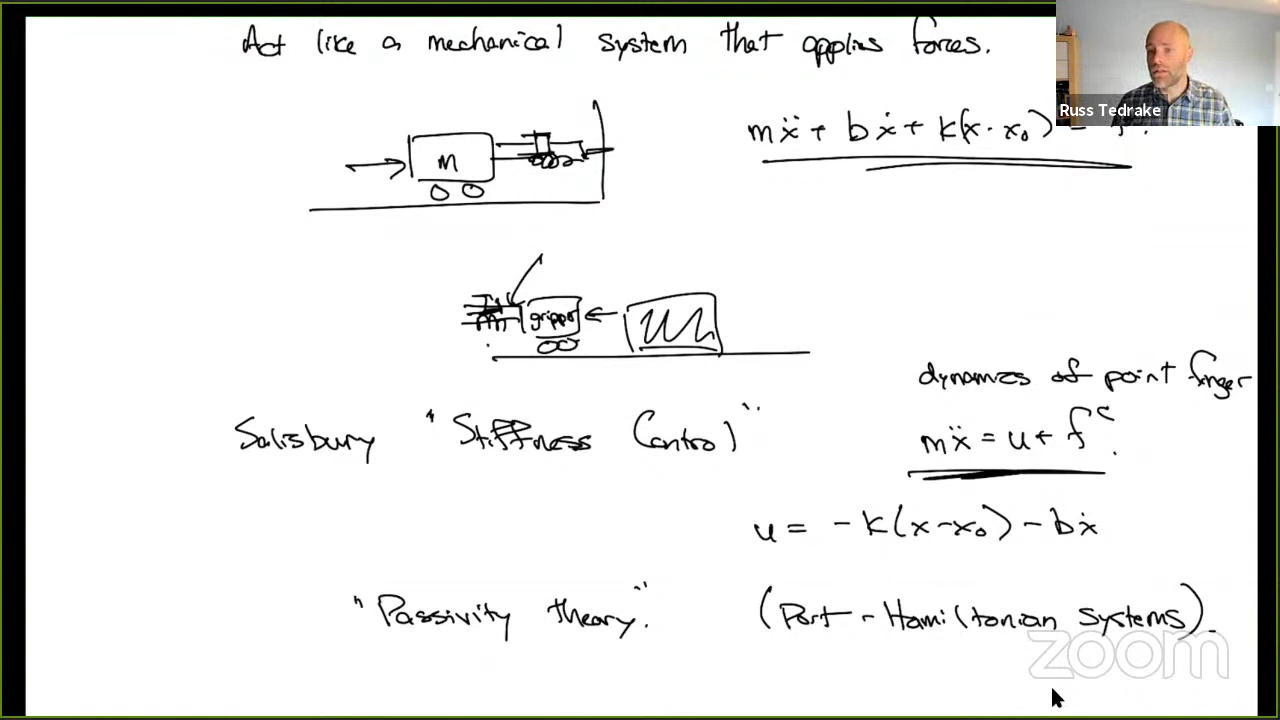 Act like a mechanical system that applies forces.
Russ Tedrake
mẍ + bẋ + k(x - x₀) =
m
gripper
dynamics of point finger
Salisbury "Stiffness Control"
mẍ = u + fᶜ.
u = -k(x-x₀) - bẋ
"Passivity theory". (Port-Hamiltonian systems).
zoom